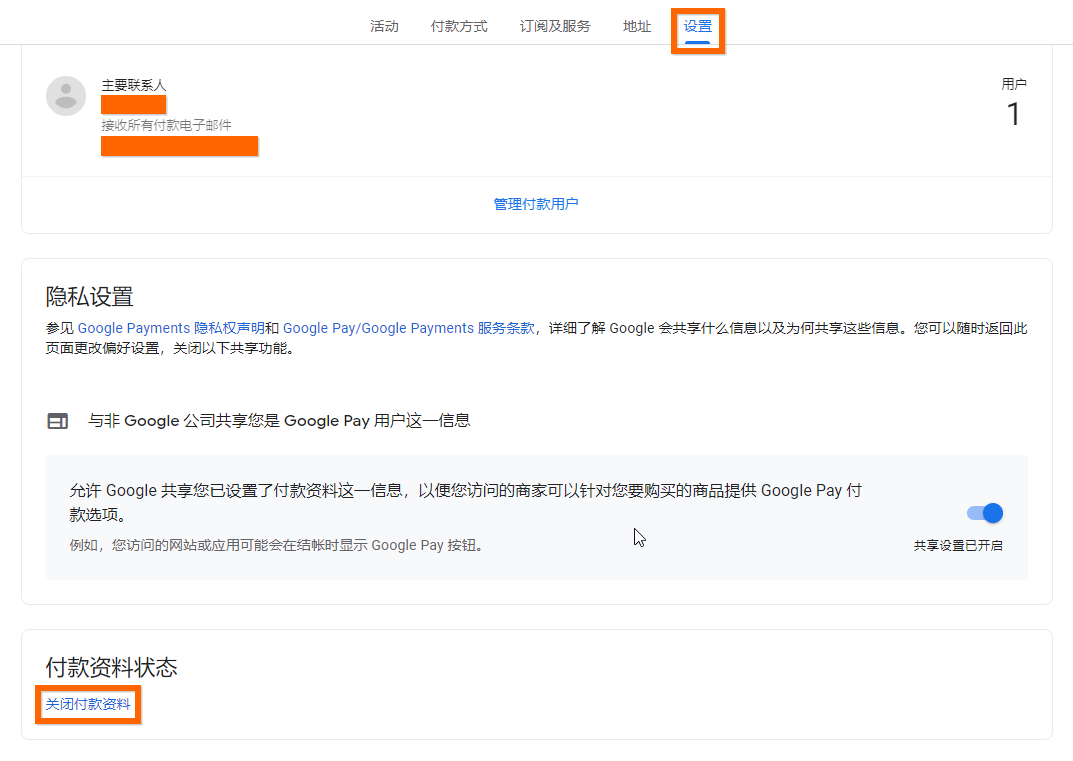 活动 付款方式 订阅及服务 地址 设置
主要联系人
接收所有付款电子邮件
用户
1
管理付款用户
隐私设置
参见 Google Payments 隐私权声明和 Google Pay/Google Payments 服务条款，详细了解 Google 会共享什么信息以及为何共享这些信息。您可以随时返回此
页面更改偏好设置，关闭以下共享功能。
与非 Google 公司共享您是 Google Pay 用户这一信息
允许 Google 共享您已设置了付款资料这一信息，以便您访问的商家可以针对您要购买的商品提供 Google Pay 付
款选项。
例如，您访问的网站或应用可能会在结帐时显示 Google Pay 按钮。
共享设置已开启
付款资料状态
关闭付款资料